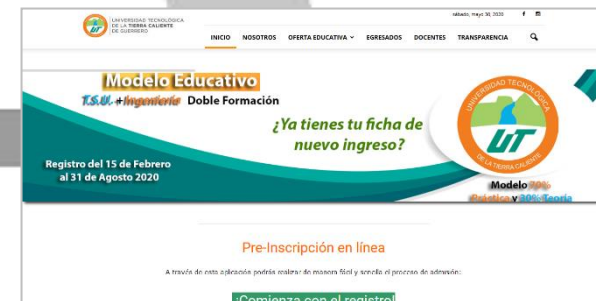 UNIVERSIDAD TECNOLÓGICA
DE LA TIERRA CALIENTE
DE GUERRERO
sábado, mayo 30, 2020
INICIO NOSOTROS OFERTA EDUCATIVA EGRESADOS DOCENTES TRANSPARENCIA
Modelo Educativo
T.S.U. + Ingeniería Doble Formación
¿Ya tienes tu ficha de
nuevo ingreso?
Registro del 15 de Febrero
al 31 de Agosto 2020
UNIVERSIDAD TECNOLÓGICA
UT
DE LA TIERRA CALIENTE
Modelo 70%
Práctica y 30% Teoría
Pre-Inscripción en línea
A través de esta aplicación podrás realizar de manera fácil y sencilla el proceso de admisión:
¡Comienza con el registro!